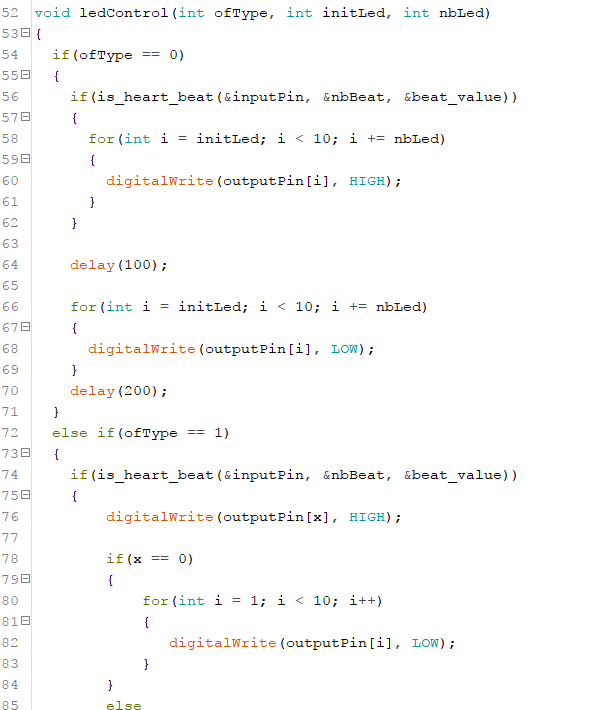 52 void ledControl(int ofType, int initLed, int nbLed)
53 {
54   if(ofType == 0)
55   {
56     if(is_heart_beat(&inputPin, &nbBeat, &beat_value))
57     {
58       for(int i = initLed; i < 10; i += nbLed)
59       {
60         digitalWrite(outputPin[i], HIGH);
61       }
62     }
63
64     delay(100);
65
66     for(int i = initLed; i < 10; i += nbLed)
67     {
68       digitalWrite(outputPin[i], LOW);
69     }
70     delay(200);
71   }
72   else if(ofType == 1)
73   {
74     if(is_heart_beat(&inputPin, &nbBeat, &beat_value))
75     {
76         digitalWrite(outputPin[x], HIGH);
77
78         if(x == 0)
79         {
80             for(int i = 1; i < 10; i++)
81             {
82                digitalWrite(outputPin[i], LOW);
83             }
84         }
85         else